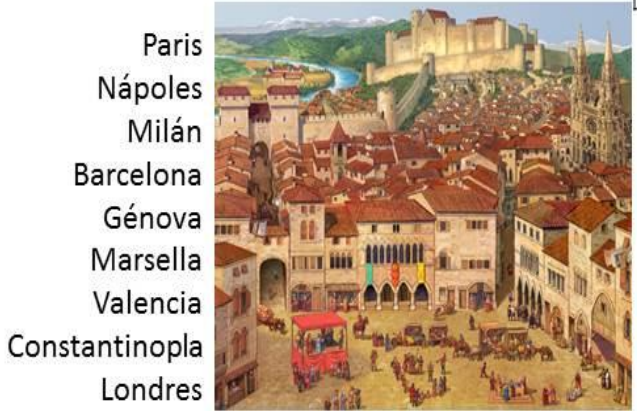 Paris
Nápoles
Milán
Barcelona
Génova
Marsella
Valencia
Constantinopla
Londres